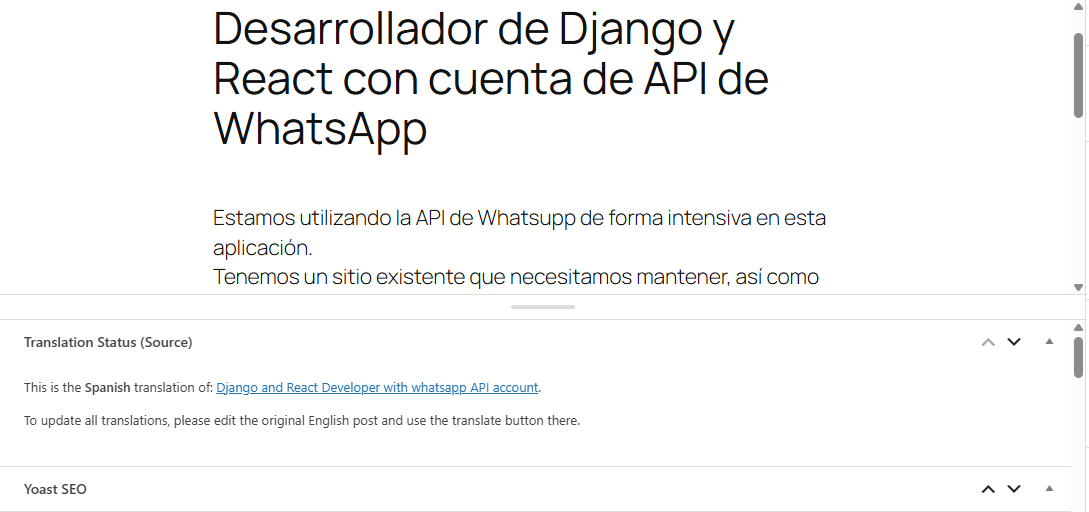 Desarrollador de Django y
React con cuenta de API de
WhatsApp
Estamos utilizando la API de Whatsupp de forma intensiva en esta
aplicación.
Tenemos un sitio existente que necesitamos mantener, así como
Translation Status (Source)
This is the Spanish translation of: Django and React Developer with whatsapp API account.
To update all translations, please edit the original English post and use the translate button there.
Yoast SEO